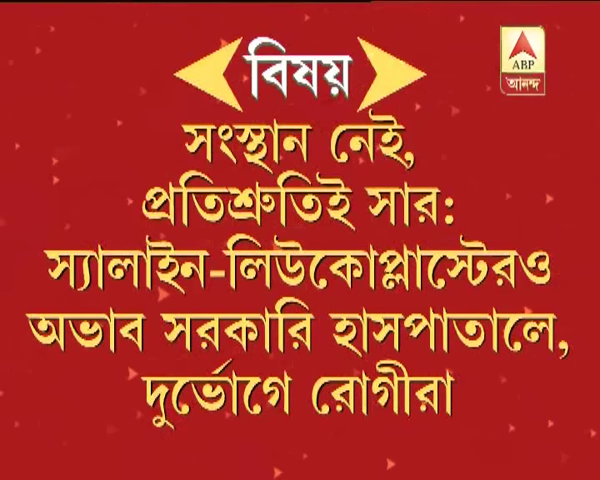 বিষয়
ABP
আনন্দ
সংস্থান নেই,
প্রতিশ্রুতিই সার:
স্যালাইন-লিউকোপ্লাস্টেরও
অভাব সরকারি হাসপাতালে,
দুর্ভোগে রোগীরা